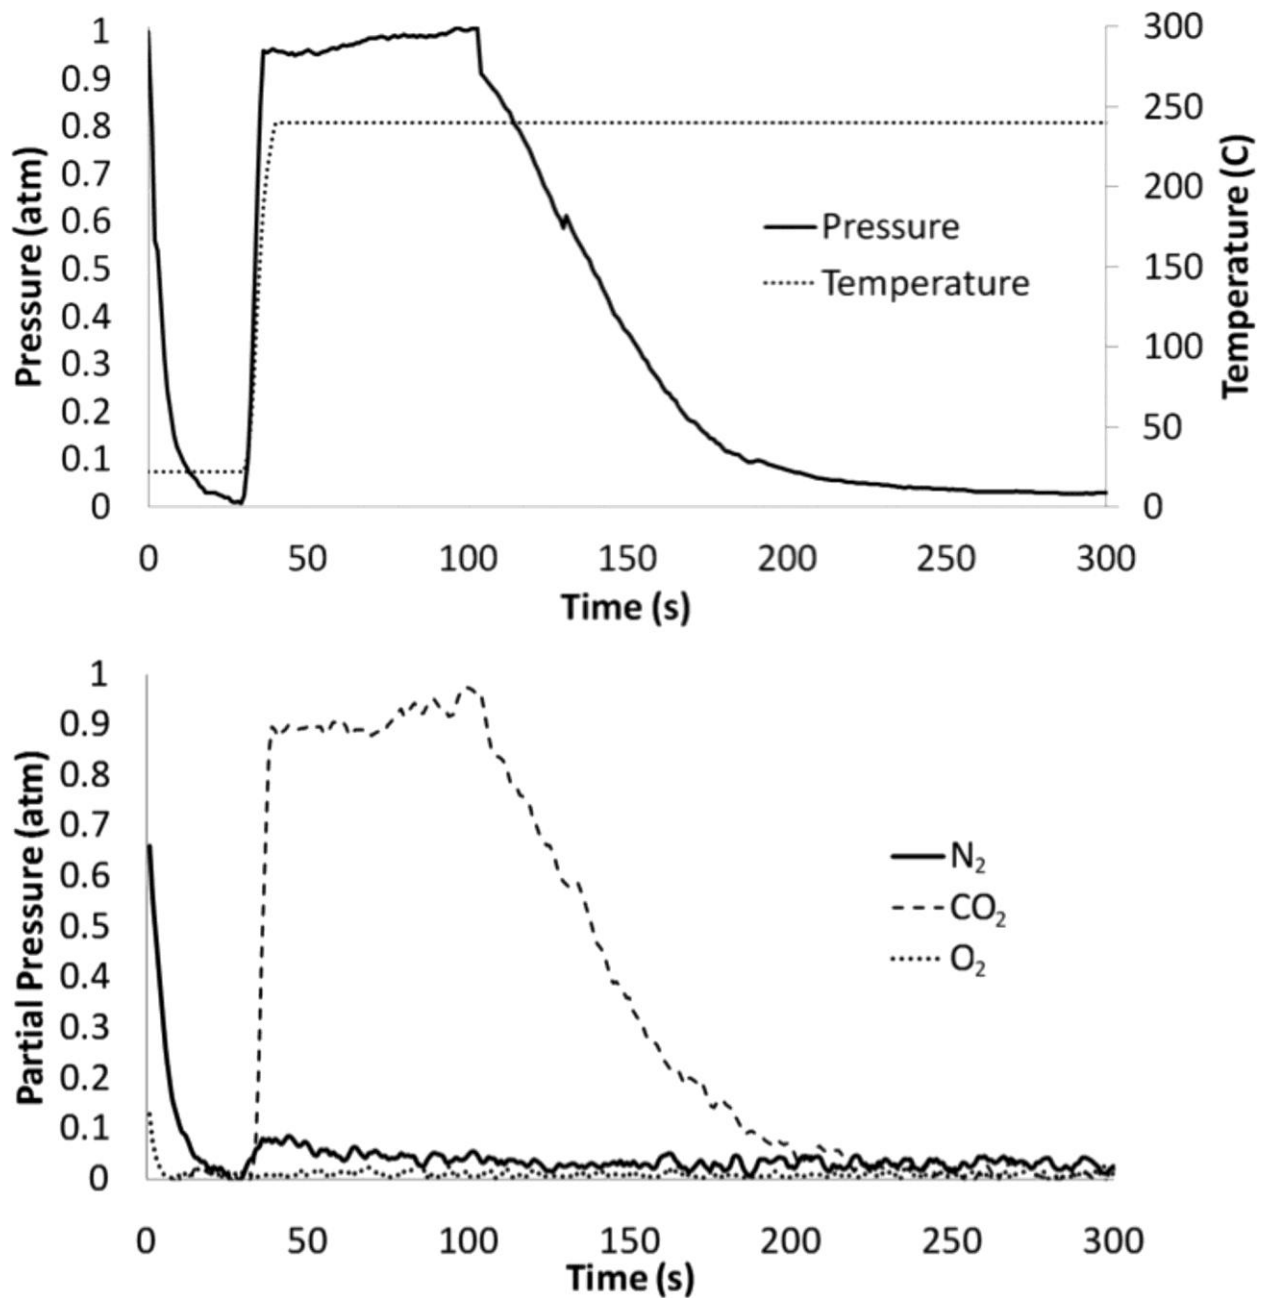 1
0.9
0.8
0.7
0.6
0.5
0.4
0.3
0.2
0.1
0
Pressure (atm)
300
250
200
150
100
50
0
Temperature (C)
Pressure
Temperature
0 50 100 150 200 250 300
Time (s)
1
0.9
0.8
0.7
0.6
0.5
0.4
0.3
0.2
0.1
0
Partial Pressure (atm)
N₂
CO₂
O₂
0 50 100 150 200 250 300
Time (s)